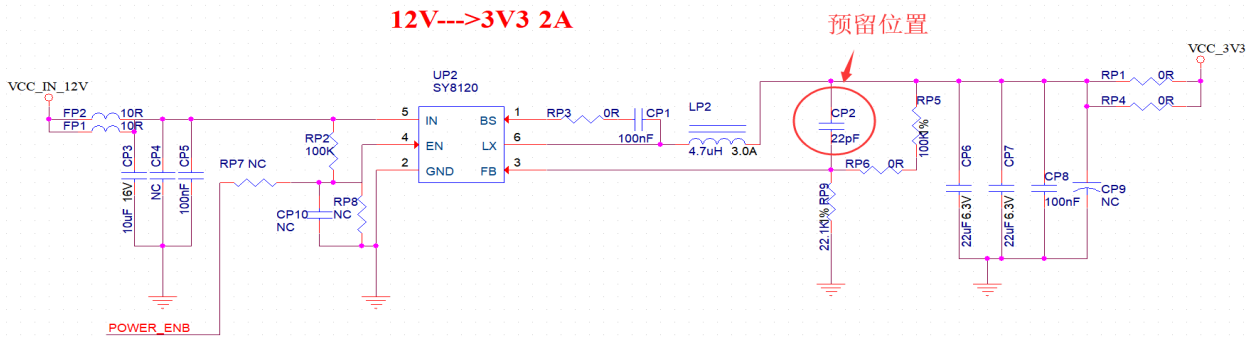 12V--->3V3 2A
预留位置
VCC_3V3
VCC_IN_12V
UP2
SY8120
FP2 10R
FP1 10R
CP3
10uF 16V
CP4
NC
CP5
100nF
RP2
100K
RP7 NC
CP10
NC
RP8
NC
POWER_ENB
5 IN
4 EN
2 GND
BS 1
LX 6
FB 3
RP3 0R
CP1
100nF
LP2
4.7uH 3.0A
CP2
22pF
RP5
100K1%
RP6 0R
RP9
22.1K1%
CP6
22uF 6.3V
CP7
22uF 6.3V
CP8
100nF
CP9
NC
RP1 0R
RP4 0R